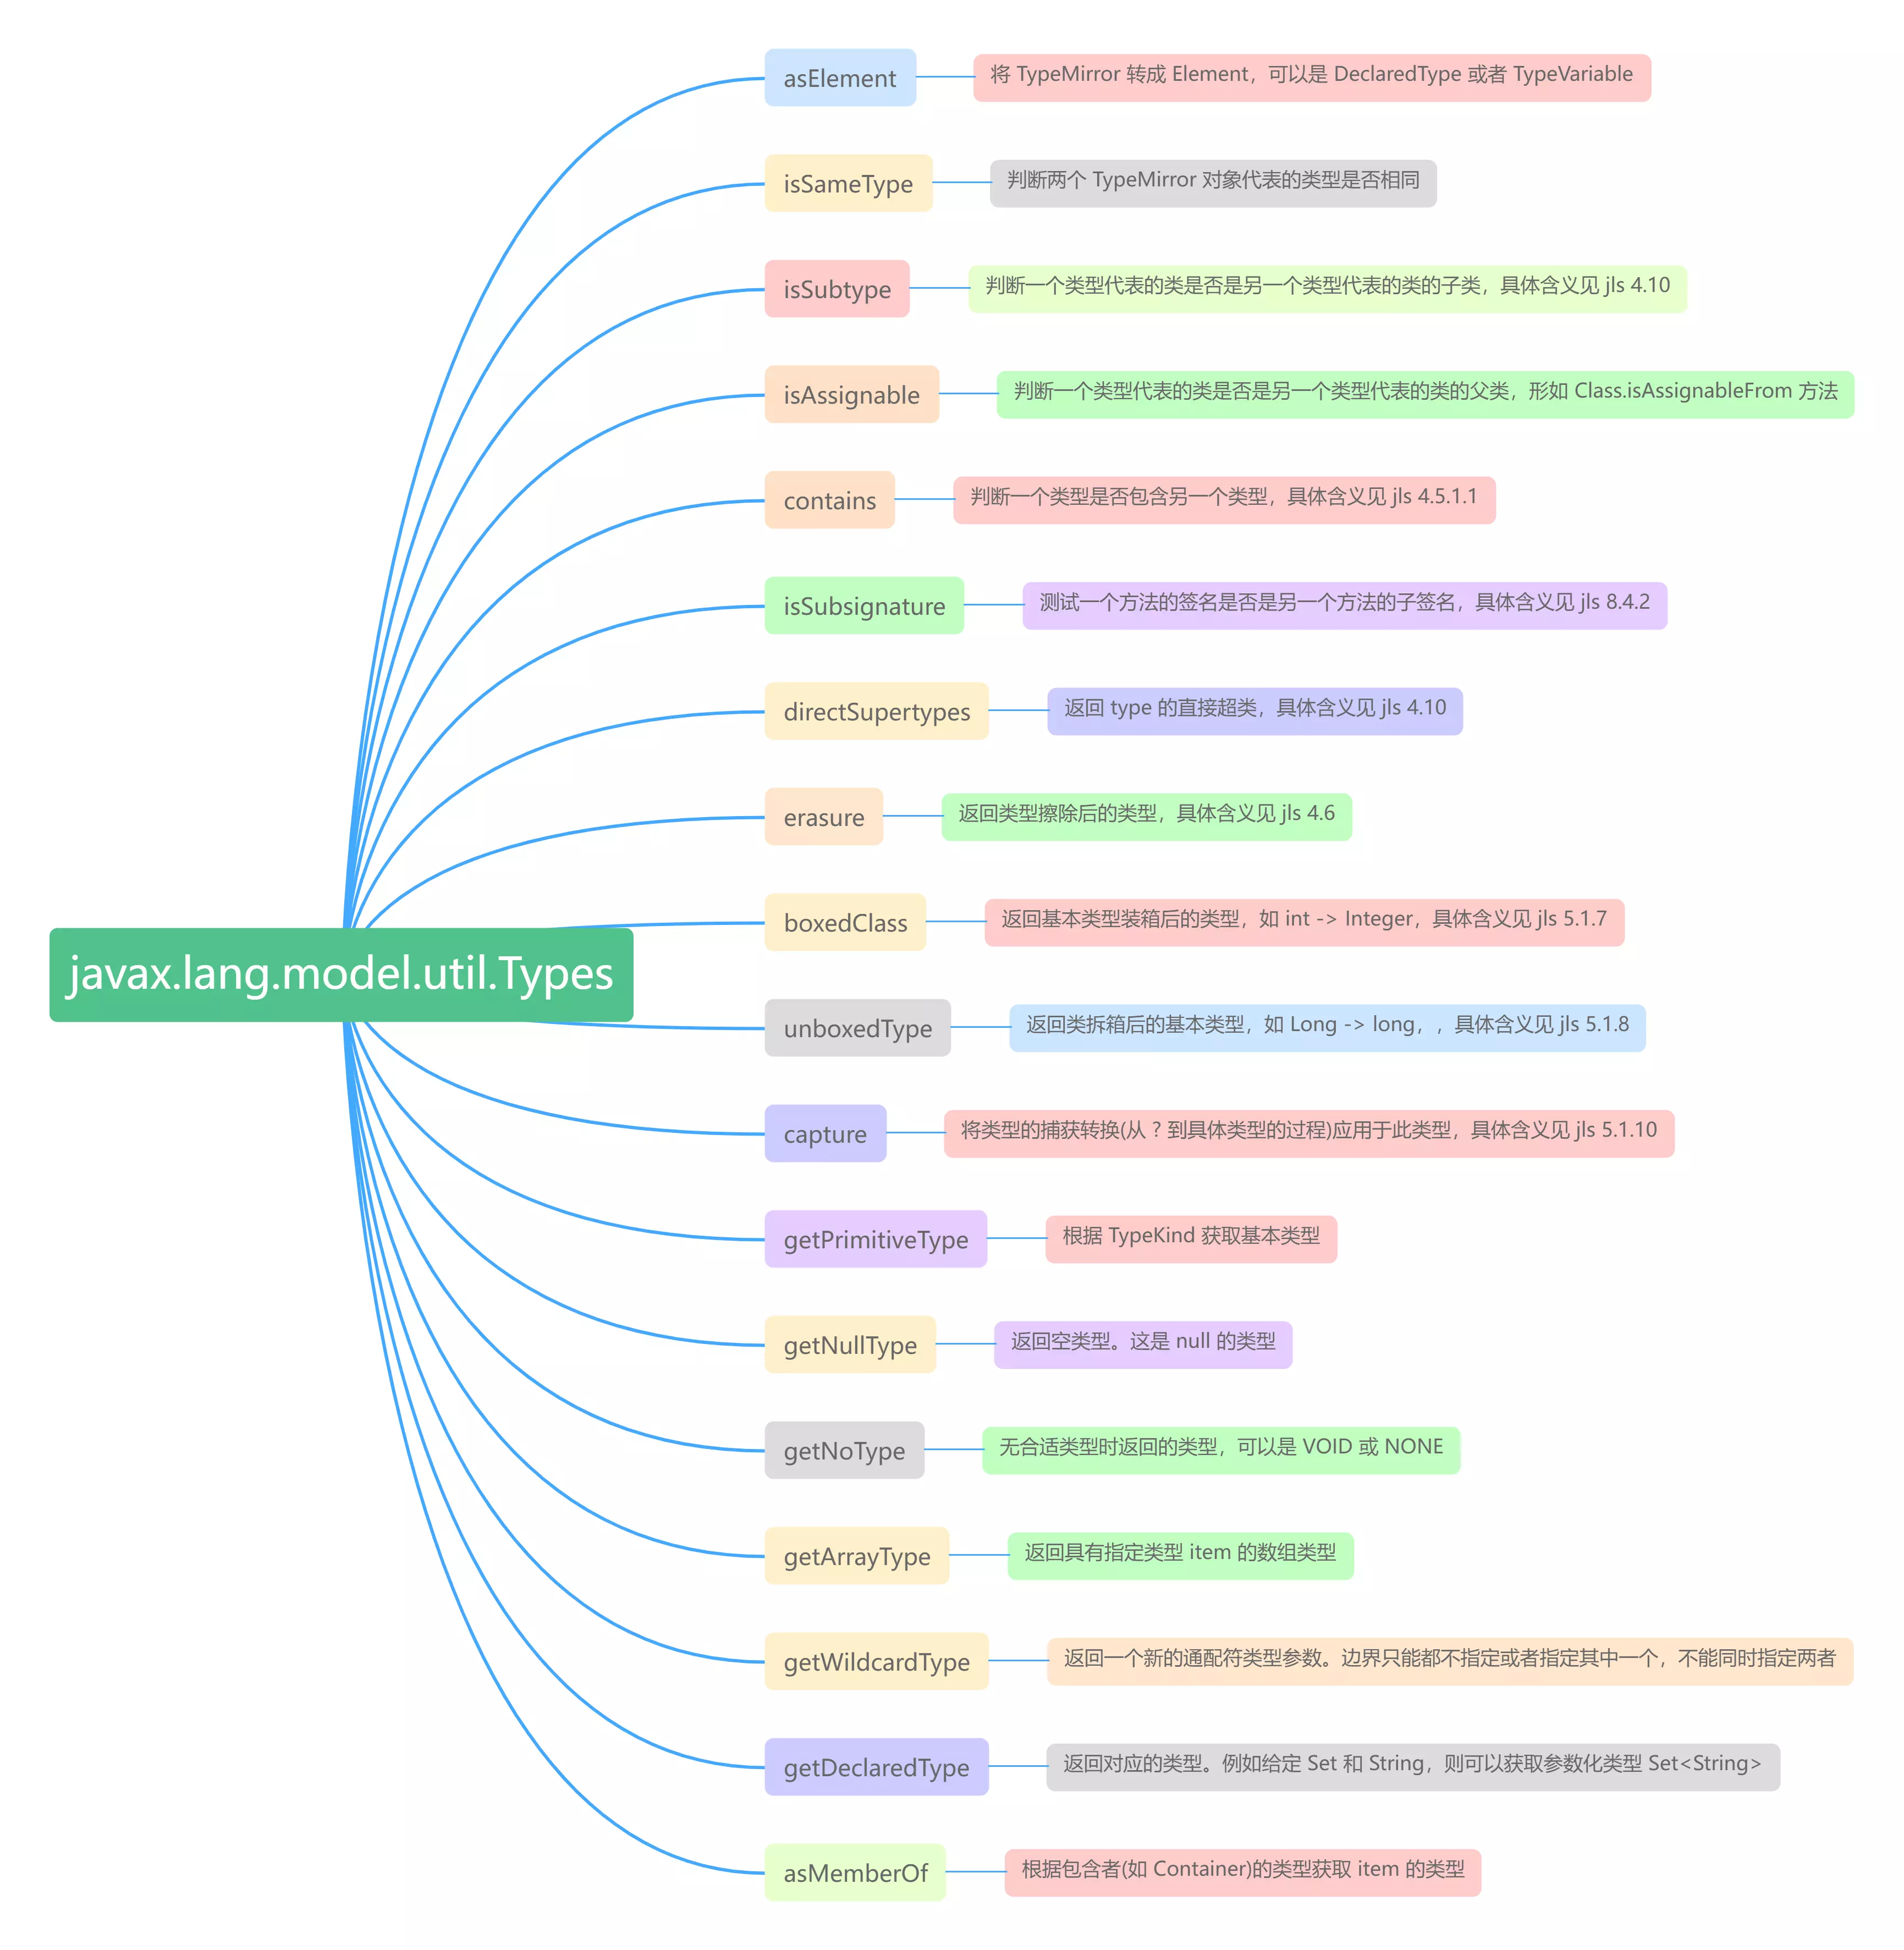 asElement
将 TypeMirror 转成 Element，可以是 DeclaredType 或者 TypeVariable
isSameType
判断两个 TypeMirror 对象代表的类型是否相同
isSubtype
判断一个类型代表的类是否是另一个类型代表的类的子类，具体含义见 jls 4.10
isAssignable
判断一个类型代表的类是否是另一个类型代表的类的父类，形如 Class.isAssignableFrom 方法
contains
判断一个类型是否包含另一个类型，具体含义见 jls 4.5.1.1
isSubsignature
测试一个方法的签名是否是另一个方法的子签名，具体含义见 jls 8.4.2
directSupertypes
返回 type 的直接超类，具体含义见 jls 4.10
erasure
返回类型擦除后的类型，具体含义见 jls 4.6
boxedClass
返回基本类型装箱后的类型，如 int -> Integer，具体含义见 jls 5.1.7
javax.lang.model.util.Types
unboxedType
返回类拆箱后的基本类型，如 Long -> long，，具体含义见 jls 5.1.8
capture
将类型的捕获转换(从 ? 到具体类型的过程)应用于此类型，具体含义见 jls 5.1.10
getPrimitiveType
根据 TypeKind 获取基本类型
getNullType
返回空类型。这是 null 的类型
getNoType
无合适类型时返回的类型，可以是 VOID 或 NONE
getArrayType
返回具有指定类型 item 的数组类型
getWildcardType
返回一个新的通配符类型参数。边界只能都不指定或者指定其中一个，不能同时指定两者
getDeclaredType
返回对应的类型。例如给定 Set 和 String，则可以获取参数化类型 Set<String>
asMemberOf
根据包含者(如 Container)的类型获取 item 的类型